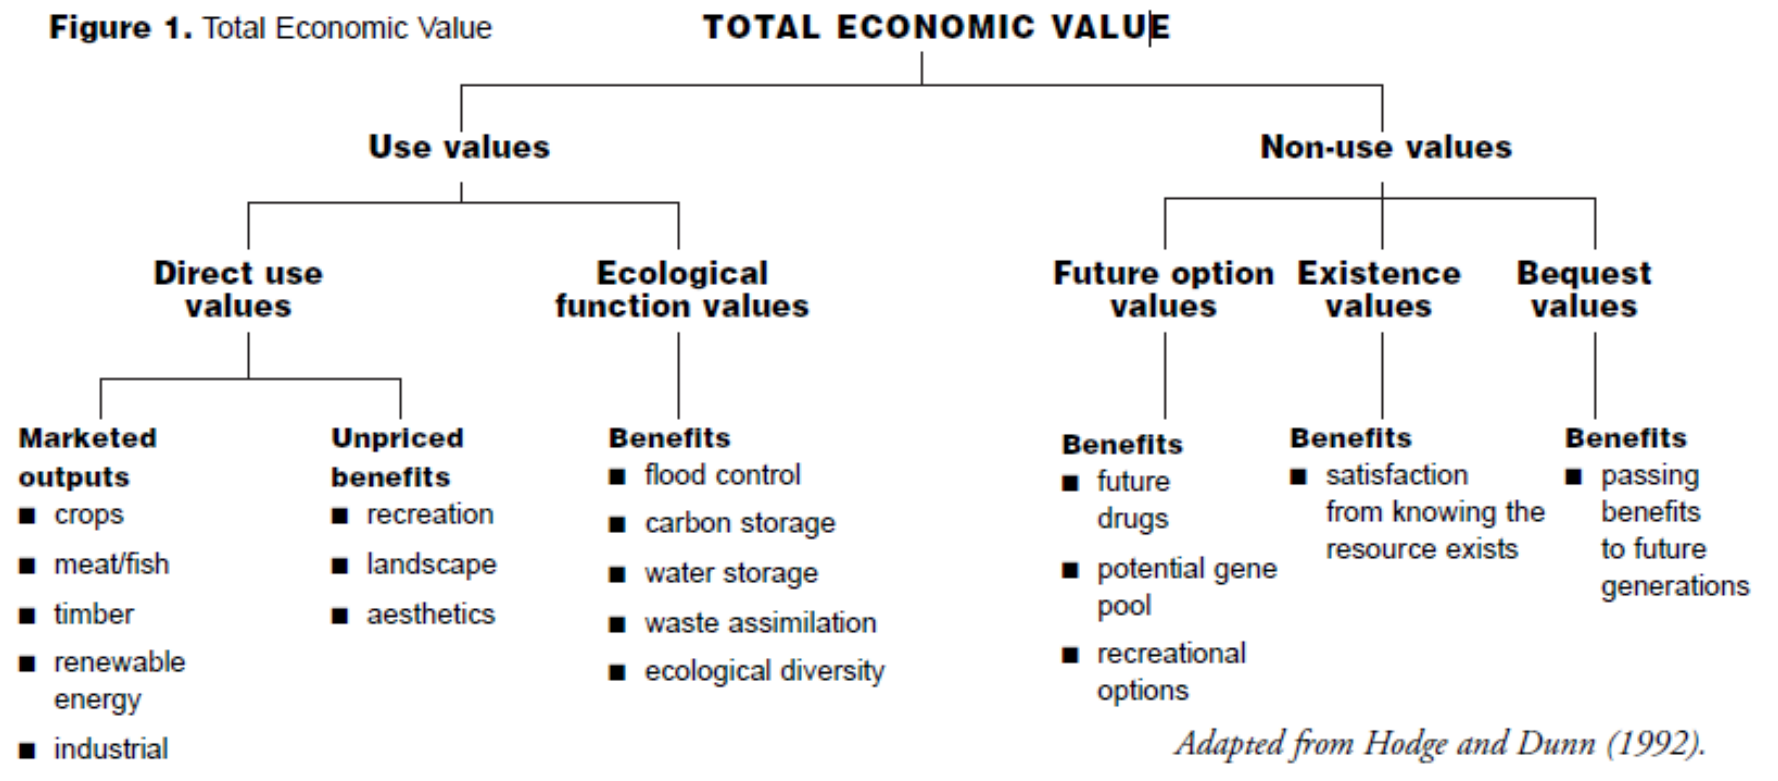 Figure 1. Total Economic Value
TOTAL ECONOMIC VALUE
Use values
Non-use values
Direct use
values
Ecological
function values
Future option
values
Existence
values
Bequest
values
Marketed
outputs
■ crops
■ meat/fish
■ timber
■ renewable
energy
■ industrial
Unpriced
benefits
■ recreation
■ landscape
■ aesthetics
Benefits
■ flood control
■ carbon storage
■ water storage
■ waste assimilation
■ ecological diversity
Benefits
■ future
drugs
■ potential gene
pool
■ recreational
options
Benefits
■ satisfaction
from knowing the
resource exists
Benefits
■ passing
benefits
to future
generations
Adapted from Hodge and Dunn (1992).